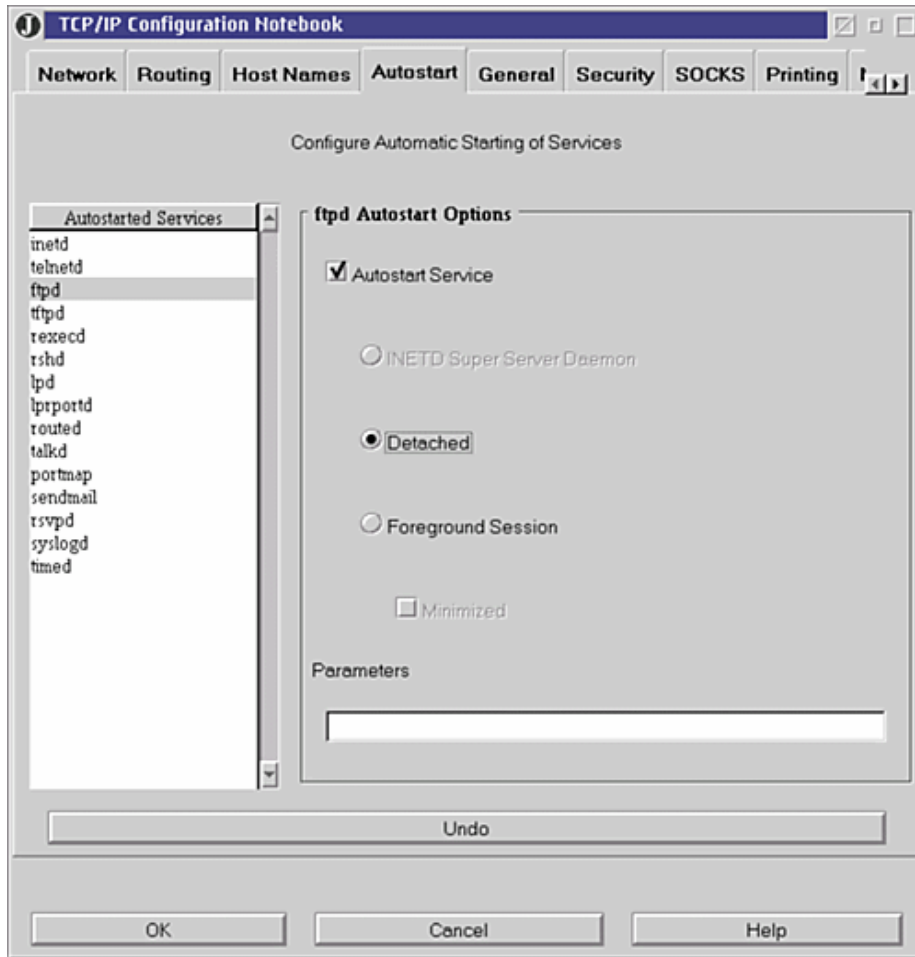 J TCP/IP Configuration Notebook
Network Routing Host Names Autostart General Security SOCKS Printing
Configure Automatic Starting of Services
Autostarted Services
inetd
telnetd
ftpd
tftpd
rexecd
rshd
lpd
lprportd
routed
talkd
portmap
sendmail
rsvpd
syslogd
timed
ftpd Autostart Options
Autostart Service
INETD Super Server Daemon
Detached
Foreground Session
Minimized
Parameters
Undo
OK Cancel Help